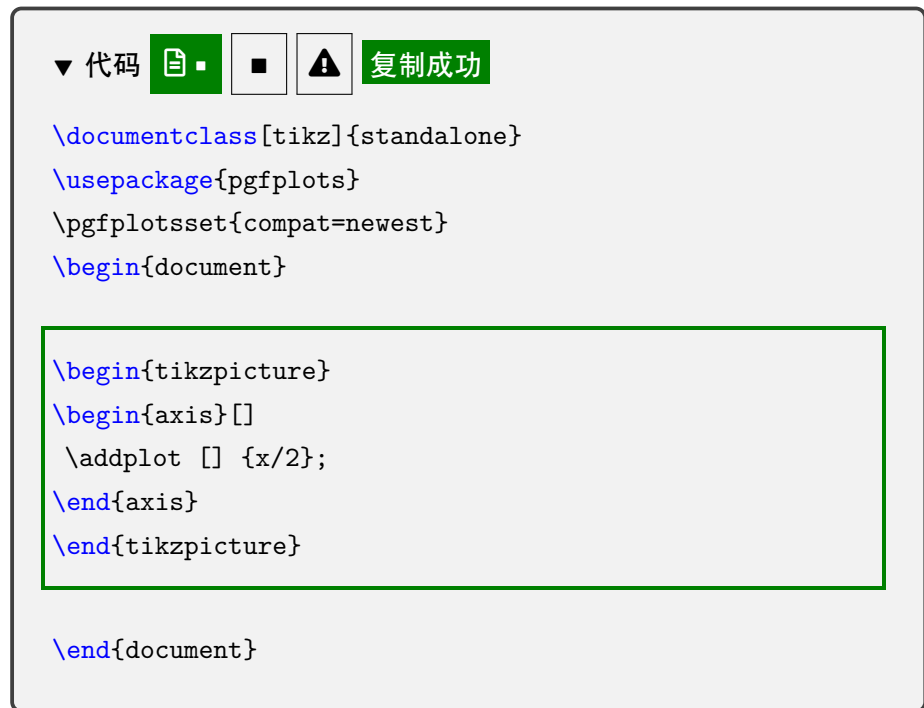 ▼ 代码 复制成功
\documentclass[tikz]{standalone}
\usepackage{pgfplots}
\pgfplotsset{compat=newest}
\begin{document}
\begin{tikzpicture}
\begin{axis}[]
 \addplot [] {x/2};
\end{axis}
\end{tikzpicture}
\end{document}